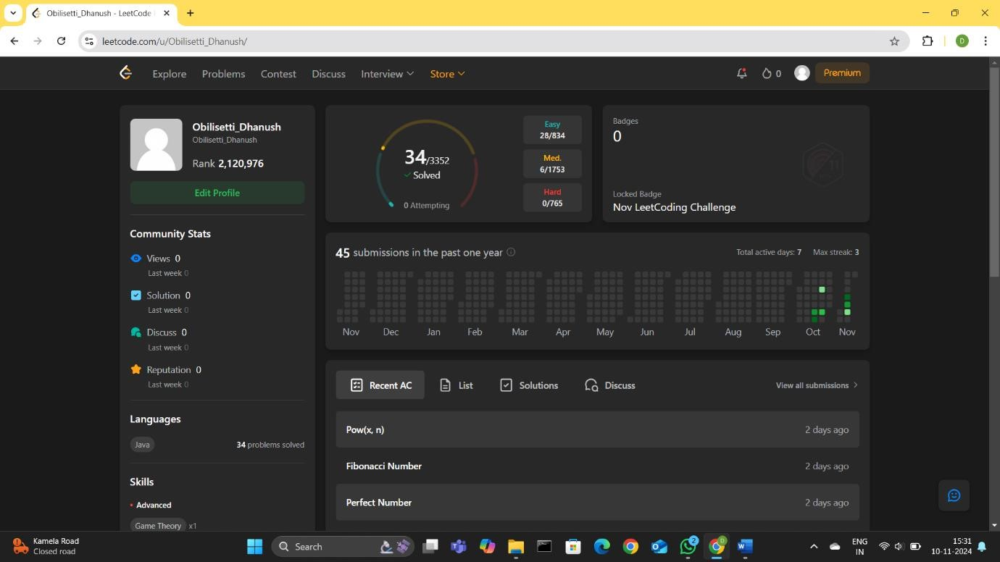 Obilisetti_Dhanush - LeetCode
leetcode.com/u/Obilisetti_Dhanush/
D
Explore Problems Contest Discuss Interview Store
0
Premium
Obilisetti_Dhanush
Obilisetti_Dhanush
Rank 2,120,976
Edit Profile
Community Stats
Views 0
Last week 0
Solution 0
Last week 0
Discuss 0
Last week 0
Reputation 0
Last week 0
Languages
Java 34 problems solved
Skills
Advanced
Game Theory x1
34/3352
Solved
0 Attempting
Easy
28/834
Med.
6/1753
Hard
0/765
Badges
0
11
Locked Badge
Nov LeetCoding Challenge
45 submissions in the past one year
Total active days: 7 Max streak: 3
Nov Dec Jan Feb Mar Apr May Jun Jul Aug Sep Oct Nov
Recent AC List Solutions Discuss View all submissions
Pow(x, n) 2 days ago
Fibonacci Number 2 days ago
Perfect Number 2 days ago
Kamela Road
Closed road
Search
2
D
ENG
IN
15:31
10-11-2024